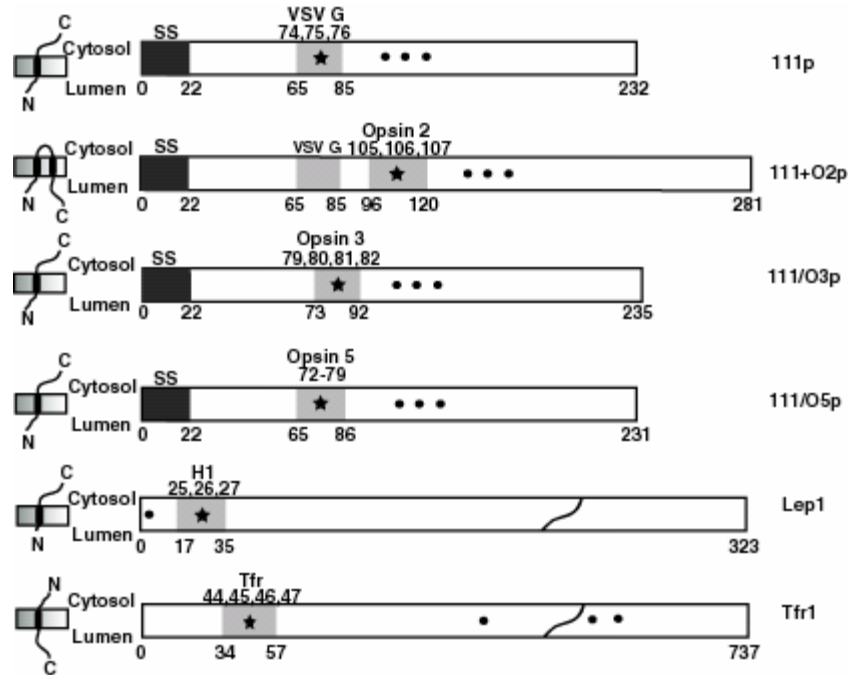 VSV G
C SS 74,75,76
Cytosol
111p
Lumen
N 0 22 65 85 232
Opsin 2
Cytosol SS VSV G 105,106,107
111+O2p
Lumen
N C 0 22 65 85 96 120 281
Opsin 3
C SS 79,80,81,82
Cytosol
111/O3p
Lumen
N 0 22 73 92 235
Opsin 5
C SS 72-79
Cytosol
111/O5p
Lumen
N 0 22 65 86 231
H1
C 25,26,27
Cytosol
Lep1
Lumen
N 0 17 35 323
Tfr
N 44,45,46,47
Cytosol
Tfr1
Lumen
C 0 34 57 737